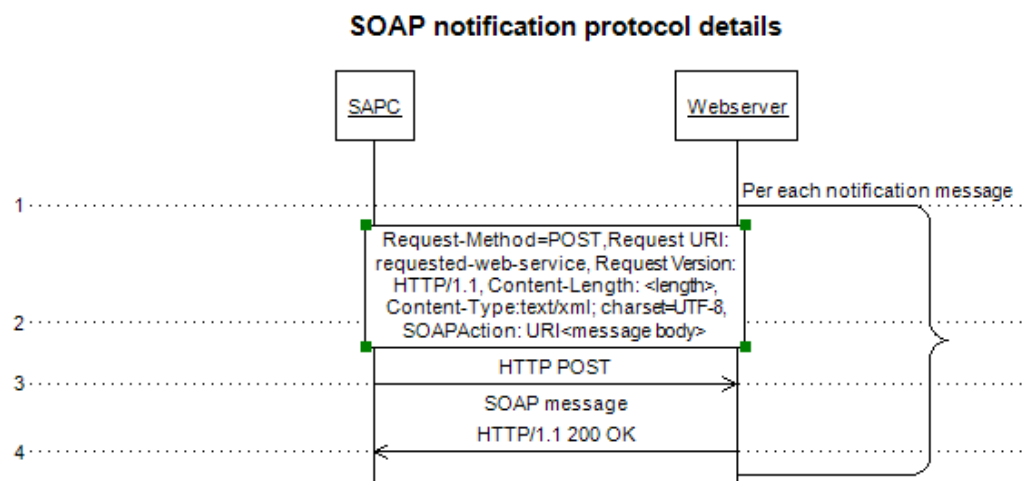 SOAP notification protocol details
SAPC
Webserver
Per each notification message
1
Request-Method=POST,Request URI:
requested-web-service, Request Version:
HTTP/1.1, Content-Length: <length>,
Content-Type:text/xml; charset=UTF-8,
SOAPAction: URI<message body>
2
HTTP POST
3
SOAP message
HTTP/1.1 200 OK
4